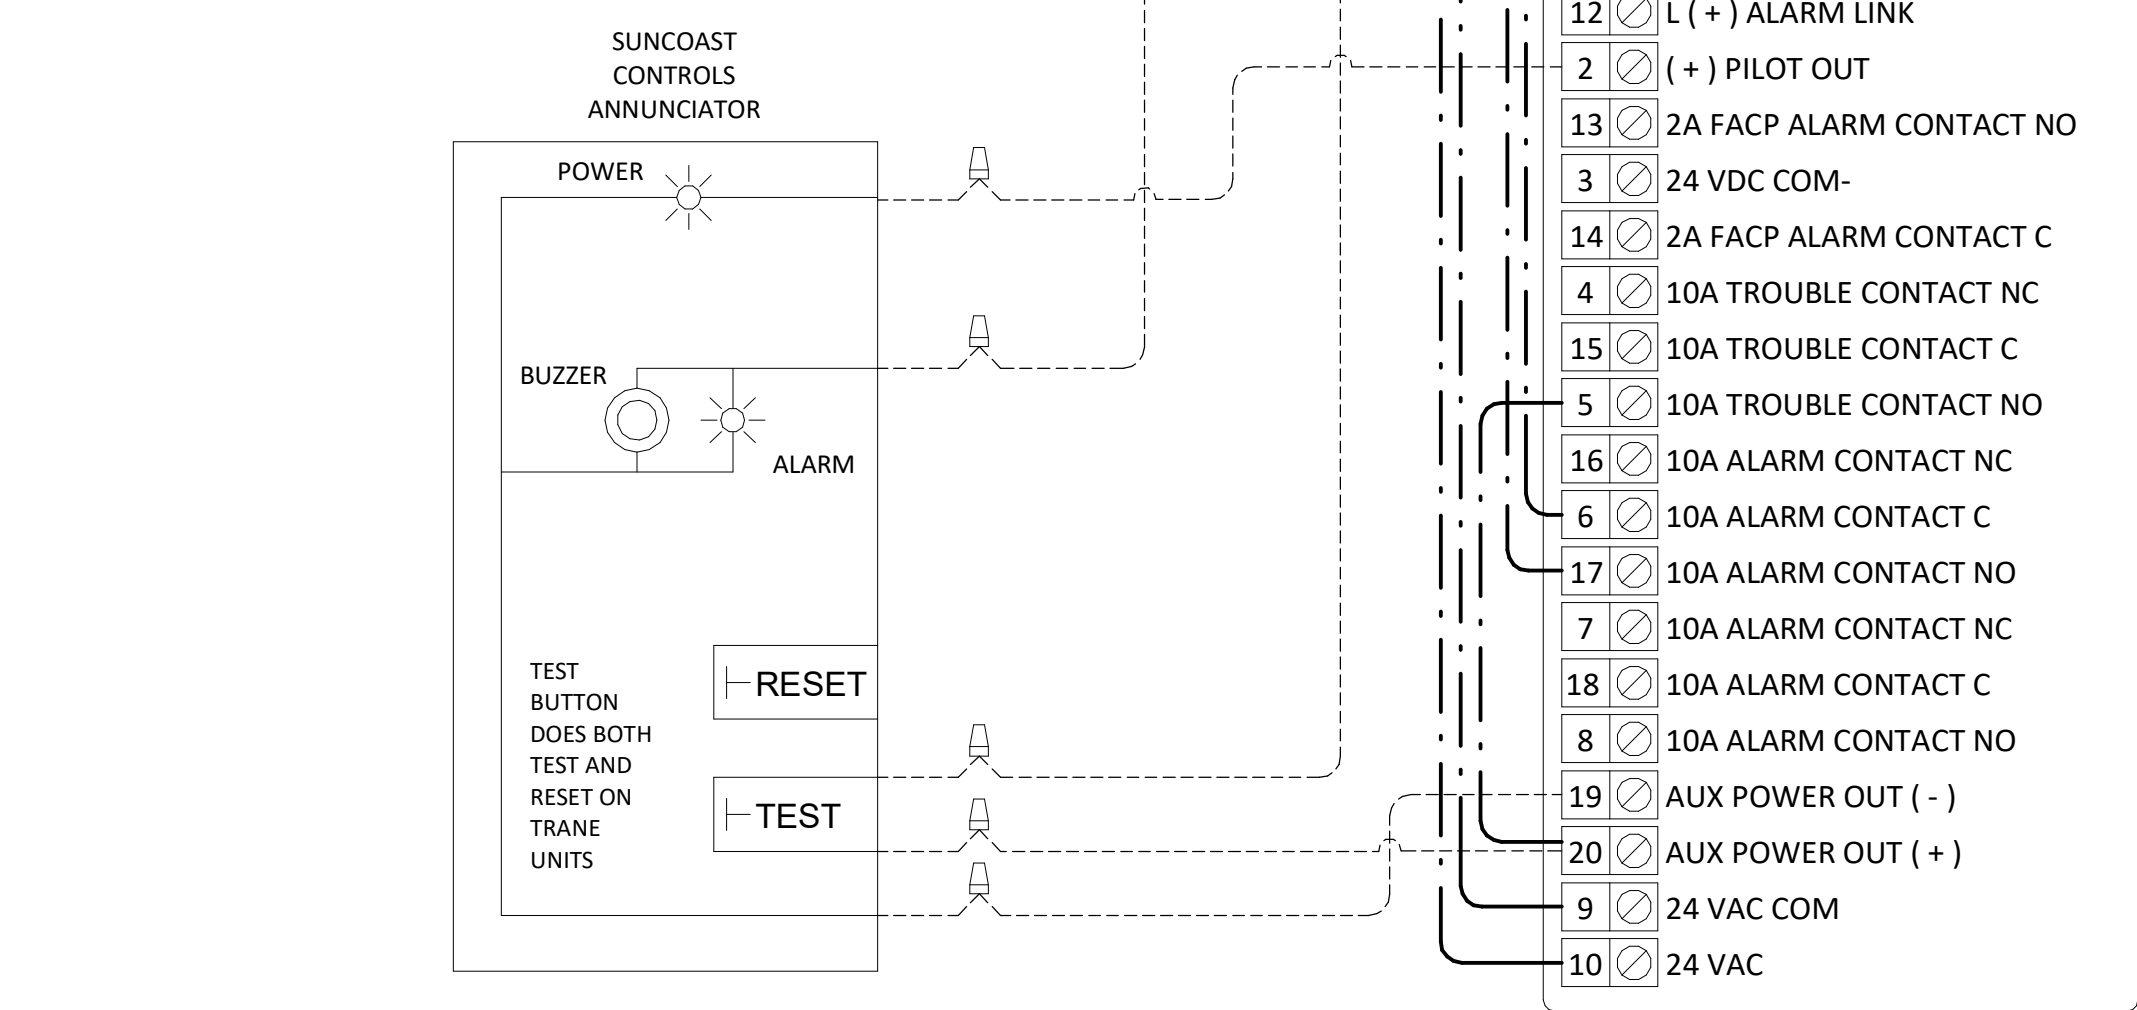 SUNCOAST
CONTROLS
ANNUNCIATOR
POWER
BUZZER
ALARM
RESET
TEST
TEST
BUTTON
DOES BOTH
TEST AND
RESET ON
TRANE
UNITS
12 L ( + ) ALARM LINK
2 ( + ) PILOT OUT
13 2A FACP ALARM CONTACT NO
3 24 VDC COM-
14 2A FACP ALARM CONTACT C
4 10A TROUBLE CONTACT NC
15 10A TROUBLE CONTACT C
5 10A TROUBLE CONTACT NO
16 10A ALARM CONTACT NC
6 10A ALARM CONTACT C
17 10A ALARM CONTACT NO
7 10A ALARM CONTACT NC
18 10A ALARM CONTACT C
8 10A ALARM CONTACT NO
19 AUX POWER OUT ( - )
20 AUX POWER OUT ( + )
9 24 VAC COM
10 24 VAC